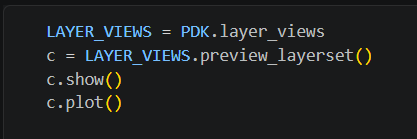 LAYER_VIEWS = PDK.layer_views
c = LAYER_VIEWS.preview_layerset()
c.show()
c.plot()